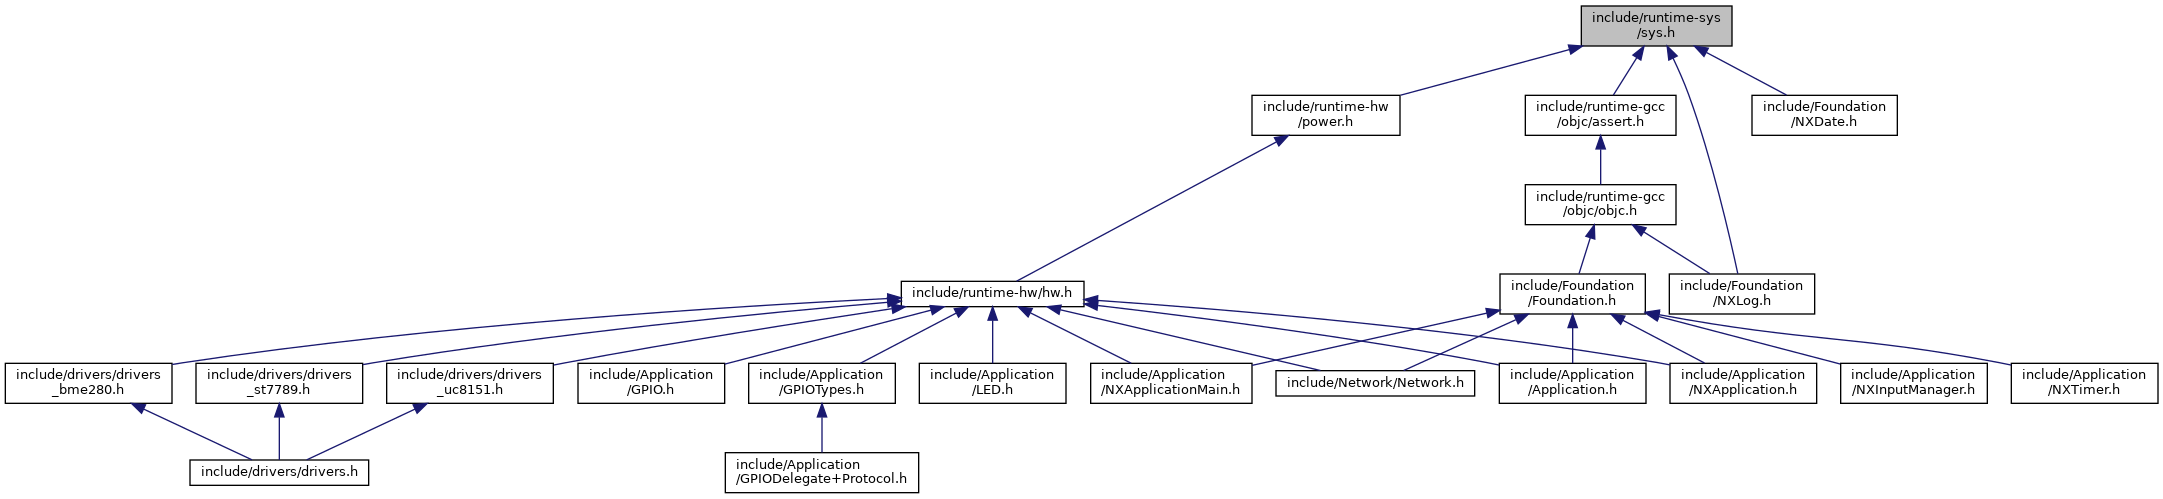 include/runtime-sys
/sys.h
include/runtime-hw
/power.h
include/runtime-gcc
/objc/assert.h
include/Foundation
/NXDate.h
include/runtime-gcc
/objc/objc.h
include/runtime-hw/hw.h
include/Foundation
/Foundation.h
include/Foundation
/NXLog.h
include/drivers/drivers
_bme280.h
include/drivers/drivers
_st7789.h
include/drivers/drivers
_uc8151.h
include/Application
/GPIO.h
include/Application
/GPIOTypes.h
include/Application
/LED.h
include/Application
/NXApplicationMain.h
include/Network/Network.h
include/Application
/Application.h
include/Application
/NXApplication.h
include/Application
/NXInputManager.h
include/Application
/NXTimer.h
include/drivers/drivers.h
include/Application
/GPIODelegate+Protocol.h